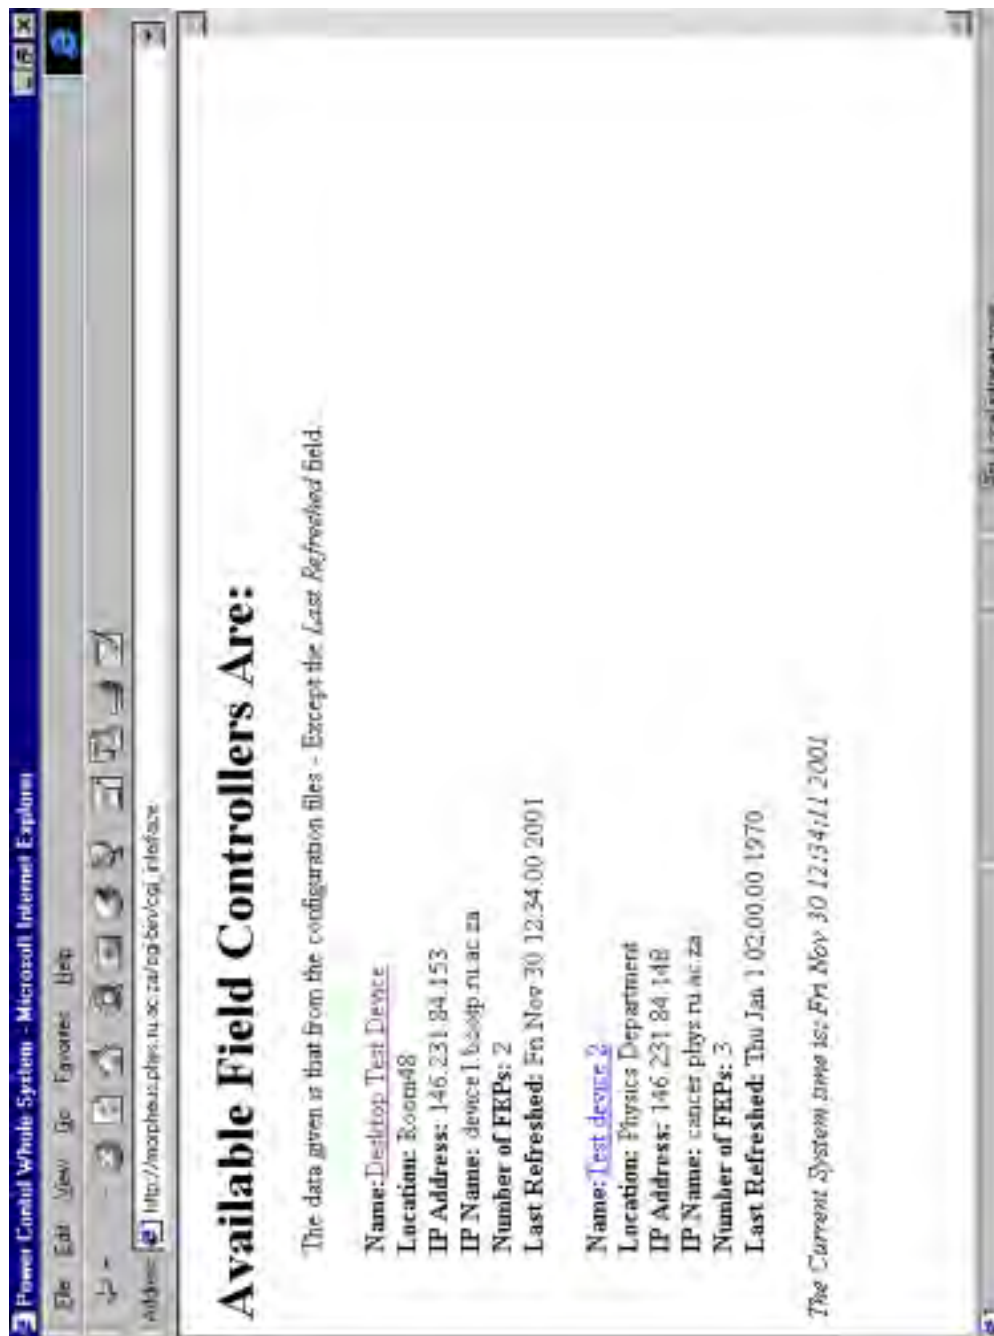 Power Control Whole System - Microsoft Internet Explorer
File Edit View Go Favorites Help
Address http://morpheus.phys.ru.ac.za/cgi-bin/cgi_interface
Available Field Controllers Are:
The data given is that from the configuration files - Except the Last Refreshed field.
Name:Desktop Test Device
Location: Room48
IP Address: 146.231.84.153
IP Name: device1.bosmp.ru.ac.za
Number of FEPs: 2
Last Refreshed: Fri Nov 30 12:34:00 2001
Name:Test device 2
Location: Physics Department
IP Address: 146.231.84.148
IP Name: cancer.phys.ru.ac.za
Number of FEPs: 3
Last Refreshed: Thu Jan 1 02:00:00 1970
The Current System time is: Fri Nov 30 12:34:11 2001